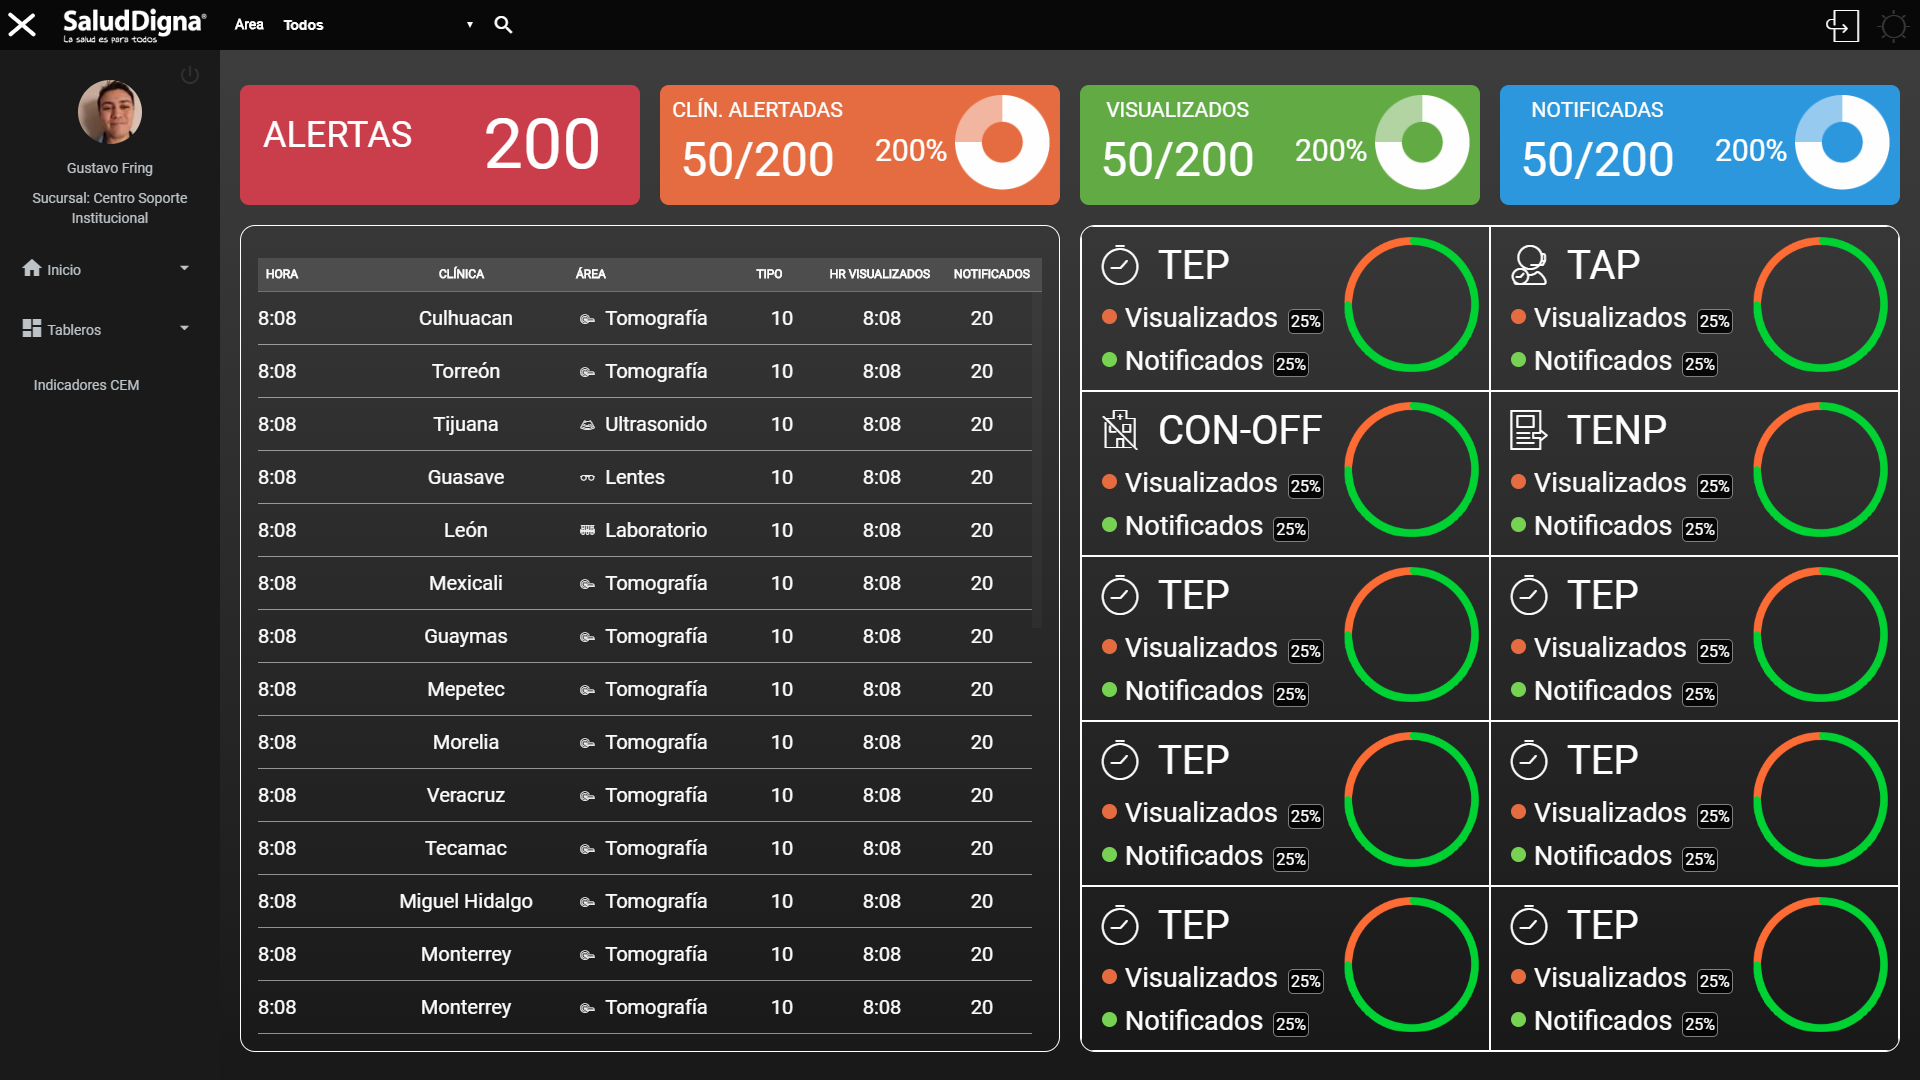 SaludDigna®
La salud es para todos
Area Todos
Gustavo Fring
Sucursal: Centro Soporte
Institucional
Inicio
Tableros
Indicadores CEM
ALERTAS 200
CLÍN. ALERTADAS
50/200 200%
VISUALIZADOS
50/200 200%
NOTIFICADAS
50/200 200%
HORA CLÍNICA ÁREA TIPO HR VISUALIZADOS NOTIFICADOS
8:08 Culhuacan Tomografía 10 8:08 20
8:08 Torreón Tomografía 10 8:08 20
8:08 Tijuana Ultrasonido 10 8:08 20
8:08 Guasave Lentes 10 8:08 20
8:08 León Laboratorio 10 8:08 20
8:08 Mexicali Tomografía 10 8:08 20
8:08 Guaymas Tomografía 10 8:08 20
8:08 Mepetec Tomografía 10 8:08 20
8:08 Morelia Tomografía 10 8:08 20
8:08 Veracruz Tomografía 10 8:08 20
8:08 Tecamac Tomografía 10 8:08 20
8:08 Miguel Hidalgo Tomografía 10 8:08 20
8:08 Monterrey Tomografía 10 8:08 20
8:08 Monterrey Tomografía 10 8:08 20
TEP
Visualizados 25%
Notificados 25%
TAP
Visualizados 25%
Notificados 25%
CON-OFF
Visualizados 25%
Notificados 25%
TENP
Visualizados 25%
Notificados 25%
TEP
Visualizados 25%
Notificados 25%
TEP
Visualizados 25%
Notificados 25%
TEP
Visualizados 25%
Notificados 25%
TEP
Visualizados 25%
Notificados 25%
TEP
Visualizados 25%
Notificados 25%
TEP
Visualizados 25%
Notificados 25%